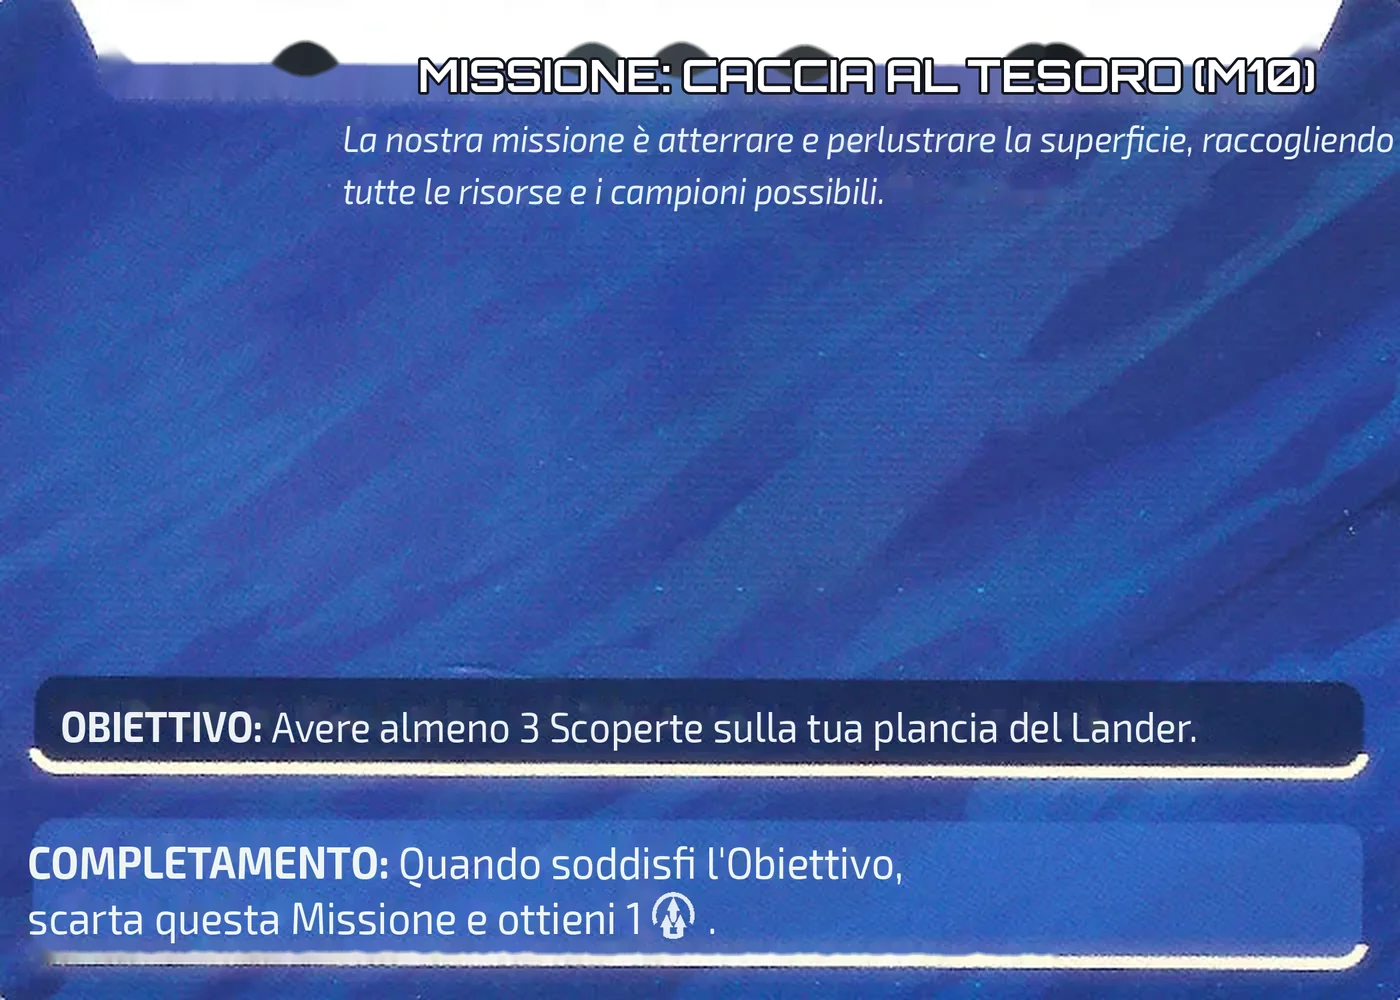 MISSIONE: CACCIA AL TESORO (M10)
La nostra missione è atterrare e perlustrare la superficie, raccogliendo
tutte le risorse e i campioni possibili.
OBIETTIVO: Avere almeno 3 Scoperte sulla tua plancia del Lander.
COMPLETAMENTO: Quando soddisfi l'Obiettivo,
scarta questa Missione e ottieni 1 .